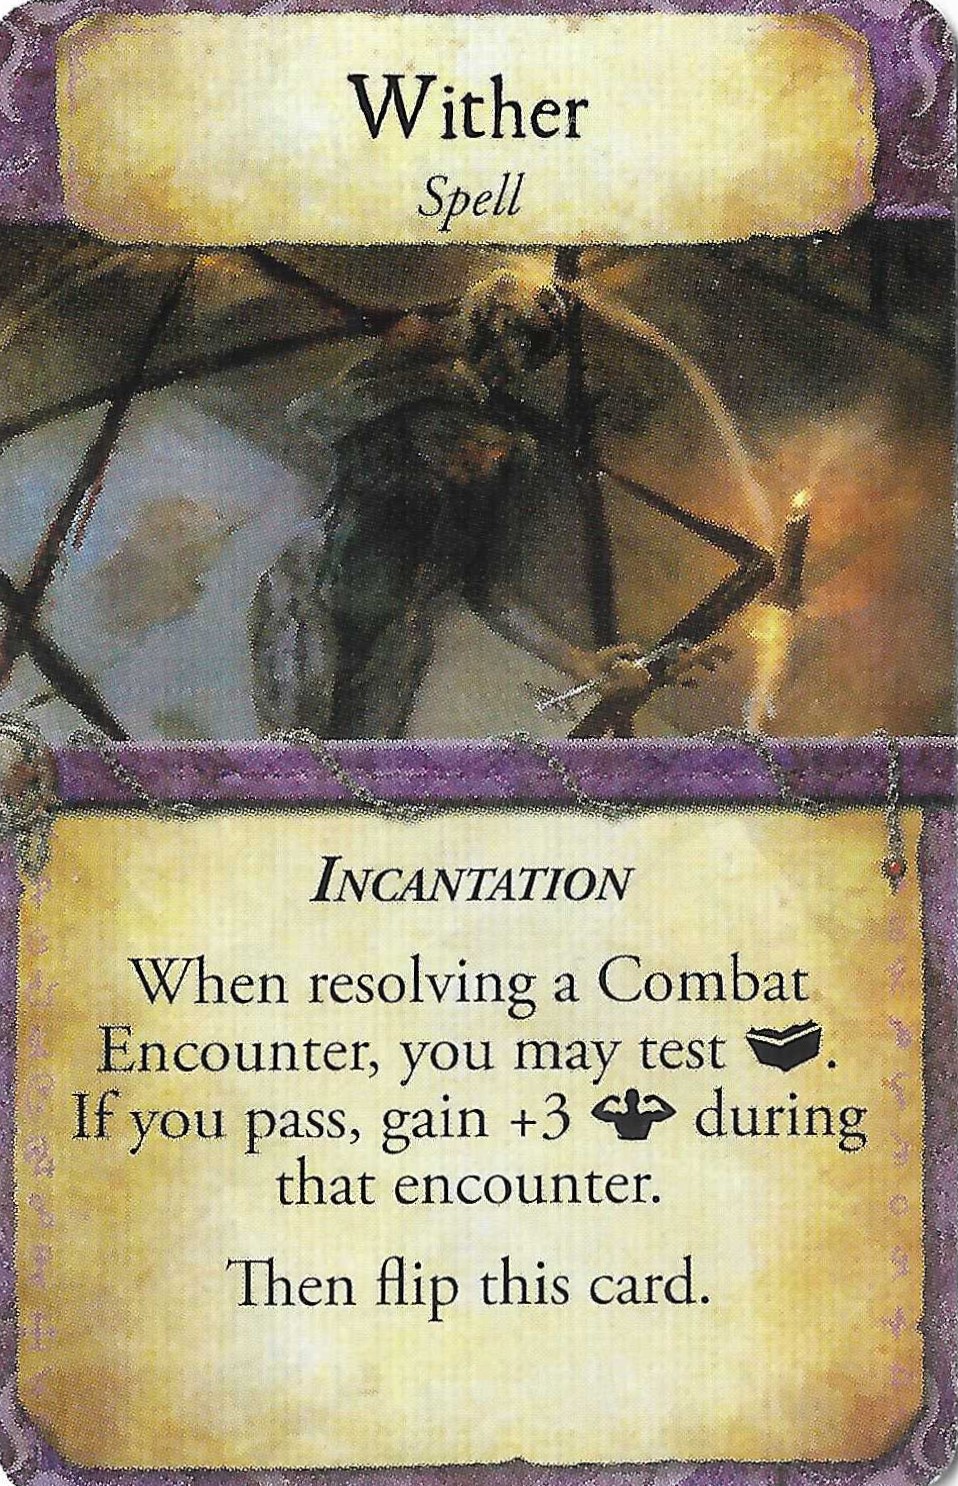 Wither
Spell
INCANTATION
When resolving a Combat
Encounter, you may test .
If you pass, gain +3 during
that encounter.
Then flip this card.